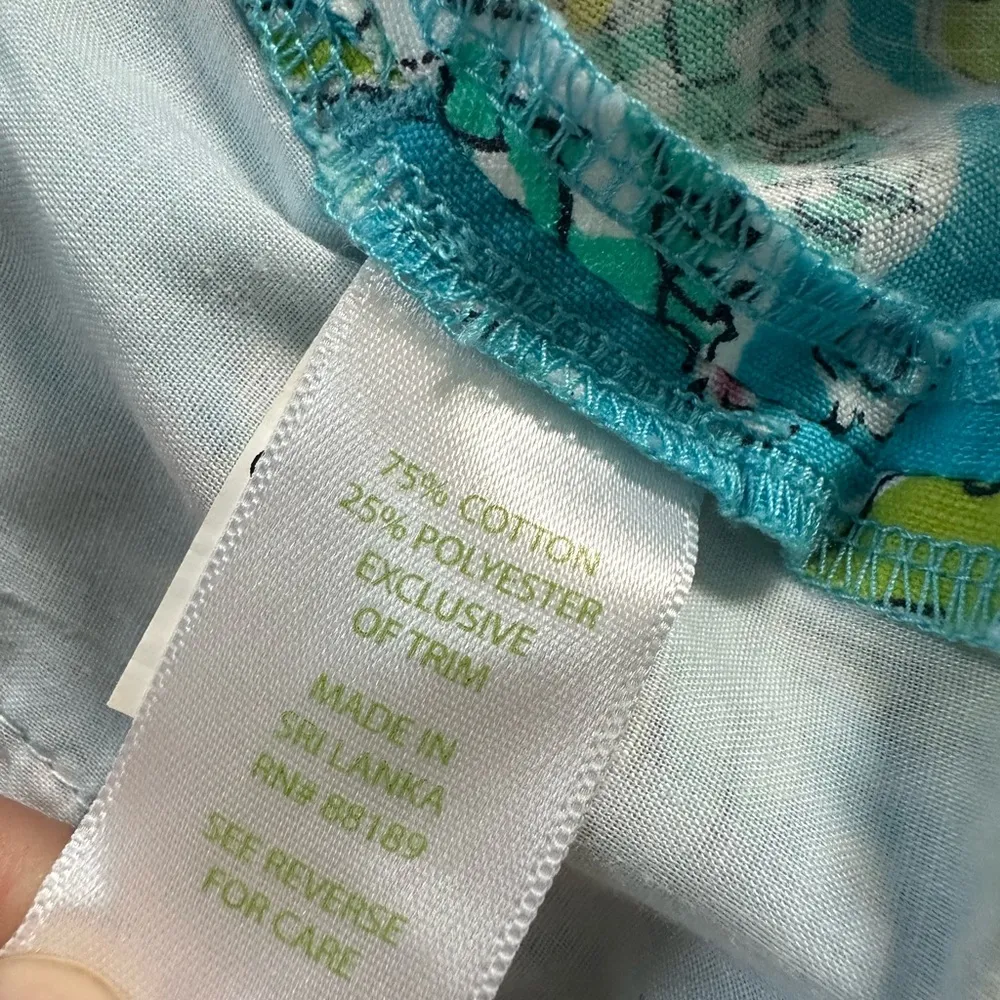 75% COTTON
25% POLYESTER
EXCLUSIVE
OF TRIM
MADE IN
SRI LANKA
RN# 88189
SEE REVERSE
FOR CARE